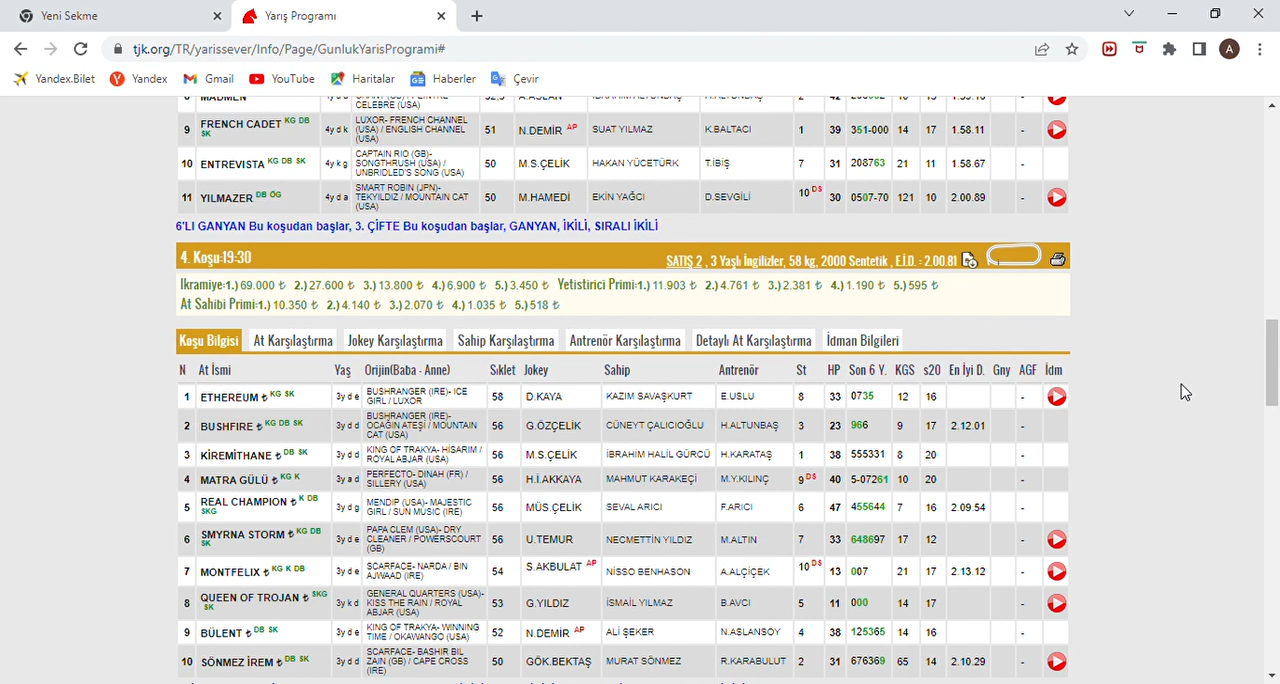 Yeni Sekme
Yarış Programı
tjk.org/TR/yarissever/Info/Page/GunlukYarisProgrami#
A
Yandex.Bilet Yandex Gmail YouTube Haritalar Haberler Çevir
CELEBRE (USA)
9 FRENCH CADET KG DB SK 4y d k LUXOR- FRENCH CHANNEL (USA) / ENGLISH CHANNEL (USA) 51 N.DEMİR AP SUAT YILMAZ K.BALTACI 1 39 351-000 14 17 1.58.11 -
10 ENTREVISTA KG DB SK 4y k g CAPTAIN RIO (GB)- SONGTHRUSH (USA) / UNBRIDLED'S SONG (USA) 50 M.S.ÇELİK HAKAN YÜCETÜRK T.İBİŞ 7 31 208763 21 11 1.58.67 -
11 YILMAZER DB ÖG 4y d a SMART ROBIN (JPN)- TEKYILDIZ / MOUNTAIN CAT (USA) 50 M.HAMEDİ EKİN YAĞCI D.SEVGİLİ 10 DS 30 0507-70 121 10 2.00.89 -
6'LI GANYAN Bu koşudan başlar, 3. ÇİFTE Bu koşudan başlar, GANYAN, İKİLİ, SIRALI İKİLİ
4. Koşu:19:30 SATIŞ 2 , 3 Yaşlı İngilizler, 58 kg, 2000 Sentetik , E.İ.D. : 2.00.81
Ikramiye:1.) 69.000 ₺ 2.) 27.600 ₺ 3.) 13.800 ₺ 4.) 6.900 ₺ 5.) 3.450 ₺ Yetistirici Primi:1.) 11.903 ₺ 2.) 4.761 ₺ 3.) 2.381 ₺ 4.) 1.190 ₺ 5.) 595 ₺
At Sahibi Primi:1.) 10.350 ₺ 2.) 4.140 ₺ 3.) 2.070 ₺ 4.) 1.035 ₺ 5.) 518 ₺
Koşu Bilgisi At Karşılaştırma Jokey Karşılaştırma Sahip Karşılaştırma Antrenör Karşılaştırma Detaylı At Karşılaştırma İdman Bilgileri
N At İsmi Yaş Orijin(Baba - Anne) Sıklet Jokey Sahip Antrenör St HP Son 6 Y. KGS s20 En İyi D. Gny AGF İdm
1 ETHEREUM ₺ KG SK 3y d e BUSHRANGER (IRE)- ICE GIRL / LUXOR 58 D.KAYA KAZIM SAVAŞKURT E.USLU 8 33 0735 12 16 -
2 BUSHFIRE ₺ KG DB SK 3y d d BUSHRANGER (IRE)- OCAĞIN ATEŞİ / MOUNTAIN CAT (USA) 56 G.ÖZÇELİK CÜNEYT ÇALICIOĞLU H.ALTUNBAŞ 3 23 966 9 17 2.12.01 -
3 KİREMİTHANE ₺ DB SK 3y d d KING OF TRAKYA- HİSARIM / ROYAL ABJAR (USA) 56 M.S.ÇELİK İBRAHİM HALİL GÜRCÜ H.KARATAŞ 1 38 555331 8 20 -
4 MATRA GÜLÜ ₺ KG K 3y a d PERFECTO- DINAH (FR) / SILLERY (USA) 56 H.İ.AKKAYA MAHMUT KARAKEÇİ M.Y.KILINÇ 9 DS 40 5-07261 10 20 -
5 REAL CHAMPION ₺ K DB SKG 3y d g MENDIP (USA)- MAJESTIC GIRL / SUN MUSIC (IRE) 56 MÜS.ÇELİK SEVAL ARICI F.ARICI 6 47 455644 7 16 2.09.54 -
6 SMYRNA STORM ₺ KG DB SK 3y d e PAPA CLEM (USA)- DRY CLEANER / POWERSCOURT (GB) 56 U.TEMUR NECMETTİN YILDIZ M.ALTIN 7 33 648697 17 12 -
7 MONTFELIX ₺ KG K DB 3y d e SCARFACE- NARDA / BIN AJWAAD (IRE) 54 S.AKBULAT AP NİSSO BENHASON A.ALÇİÇEK 10 DS 13 007 21 17 2.13.12 -
8 QUEEN OF TROJAN ₺ SKG SK 3y k d GENERAL QUARTERS (USA)- KISS THE RAIN / ROYAL ABJAR (USA) 53 G.YILDIZ İSMAİL YILMAZ B.AVCI 5 11 000 14 17 -
9 BÜLENT ₺ DB SK 3y d e KING OF TRAKYA- WINNING TIME / OKAWANGO (USA) 52 N.DEMİR AP ALİ ŞEKER N.ASLANSOY 4 38 125365 14 16 -
10 SÖNMEZ İREM ₺ DB SK 3y d d SCARFACE- BASHIR BIL ZAIN (GB) / CAPE CROSS (IRE) 50 GÖK.BEKTAŞ MURAT SÖNMEZ R.KARABULUT 2 31 676369 65 14 2.10.29 -